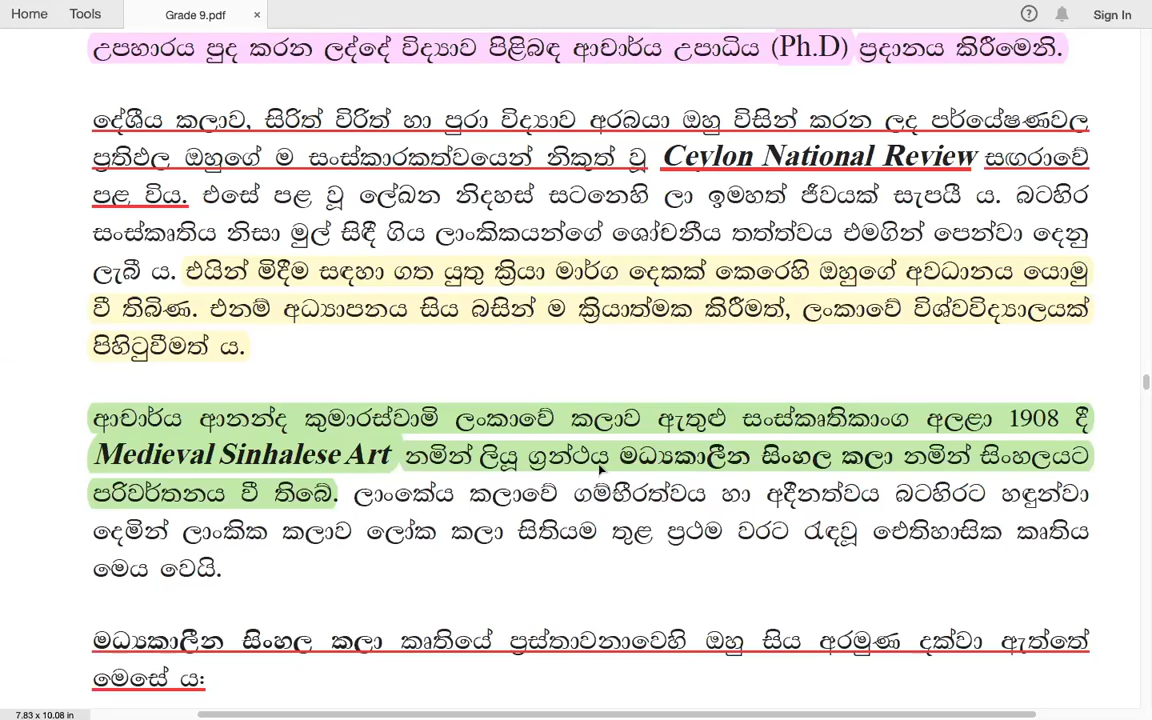 Home Tools Grade 9.pdf × Sign In
උපහාරය පුද කරන ලද්දේ විද්‍යාව පිළිබඳ ආචාර්ය උපාධිය (Ph.D) ප්‍රදානය කිරීමෙනි.
දේශීය කලාව, සිරිත් විරිත් හා පුරා විද්‍යාව අරබයා ඔහු විසින් කරන ලද පර්යේෂණවල
ප්‍රතිඵල ඔහුගේ ම සංස්කාරකත්වයෙන් නිකුත් වූ Ceylon National Review සඟරාවේ
පළ විය. එසේ පළ වූ ලේඛන නිදහස් සටනෙහි ලා ඉමහත් ජීවයක් සැපයී ය. බටහිර
සංස්කෘතිය නිසා මුල් සිඳී ගිය ලාංකිකයන්ගේ ශෝචනීය තත්ත්වය එමගින් පෙන්වා දෙනු
ලැබී ය. එයින් මිදීම සඳහා ගත යුතු ක්‍රියා මාර්ග දෙකක් කෙරෙහි ඔහුගේ අවධානය යොමු
වී තිබිණ. එනම් අධ්‍යාපනය සිය බසින් ම ක්‍රියාත්මක කිරීමත්, ලංකාවේ විශ්වවිද්‍යාලයක්
පිහිටුවීමත් ය.
ආචාර්ය ආනන්ද කුමාරස්වාමි ලංකාවේ කලාව ඇතුළු සංස්කෘතිකාංග අලළා 1908 දී
Medieval Sinhalese Art නමින් ලියූ ග්‍රන්ථය මධ්‍යකාලීන සිංහල කලා නමින් සිංහලයට
පරිවර්තනය වී තිබේ. ලාංකේය කලාවේ ගම්භීරත්වය හා අදීනත්වය බටහිරට හඳුන්වා
දෙමින් ලාංකික කලාව ලෝක කලා සිතියම තුළ ප්‍රථම වරට රැඳවූ ඓතිහාසික කෘතිය
මෙය වෙයි.
මධ්‍යකාලීන සිංහල කලා කෘතියේ ප්‍රස්තාවනාවෙහි ඔහු සිය අරමුණ දක්වා ඇත්තේ
මෙසේ ය:
7.83 x 10.08 in